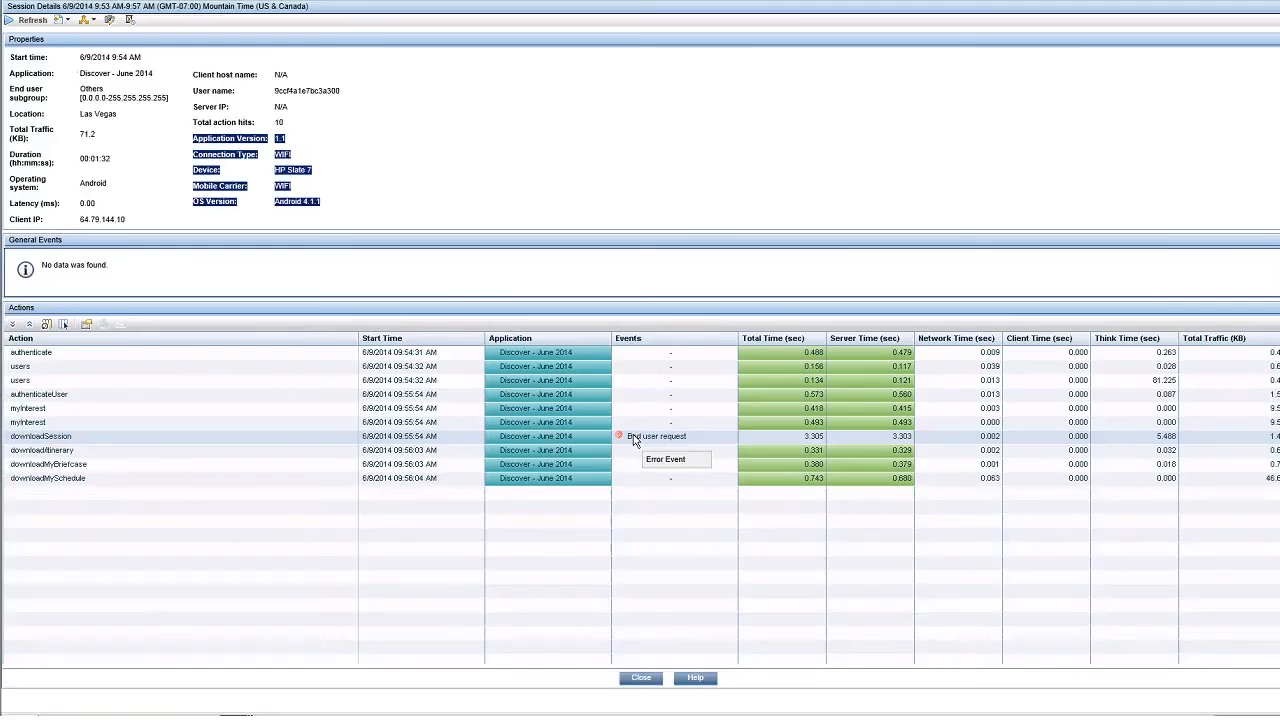 Session Details 6/9/2014 9:53 AM-9:57 AM (GMT-07:00) Mountain Time (US & Canada)
Refresh
Properties
Start time: 6/9/2014 9:54 AM
Application: Discover - June 2014
End user subgroup: Others [0.0.0.0-255.255.255.255]
Location: Las Vegas
Total Traffic (KB): 71.2
Duration (hh:mm:ss): 00:01:32
Operating system: Android
Latency (ms): 0.00
Client IP: 64.79.144.10
Client host name: N/A
User name: 9ccf4a1e7bc3a300
Server IP: N/A
Total action hits: 10
Application Version: 1.1
Connection Type: WIFI
Device: HP Slate 7
Mobile Carrier: WIFI
OS Version: Android 4.1.1
General Events
No data was found.
Actions
Action Start Time Application Events Total Time (sec) Server Time (sec) Network Time (sec) Client Time (sec) Think Time (sec) Total Traffic (KB)
authenticate 6/9/2014 09:54:31 AM Discover - June 2014 - 0.488 0.479 0.009 0.000 0.263
users 6/9/2014 09:54:32 AM Discover - June 2014 - 0.156 0.117 0.039 0.000 0.028
users 6/9/2014 09:54:32 AM Discover - June 2014 - 0.134 0.121 0.013 0.000 81.225
authenticateUser 6/9/2014 09:55:54 AM Discover - June 2014 - 0.573 0.560 0.013 0.000 0.087
myInterest 6/9/2014 09:55:54 AM Discover - June 2014 - 0.418 0.415 0.003 0.000 0.000
myInterest 6/9/2014 09:55:54 AM Discover - June 2014 - 0.493 0.493 0.000 0.000 0.000
downloadSession 6/9/2014 09:55:54 AM Discover - June 2014 user request 3.305 3.303 0.002 0.000 5.488
downloadItinerary 6/9/2014 09:56:03 AM Discover - June 2014 0.331 0.329 0.002 0.000 0.032
downloadMyBriefcase 6/9/2014 09:56:03 AM Discover - June 2014 0.380 0.379 0.001 0.000 0.018
downloadMySchedule 6/9/2014 09:56:04 AM Discover - June 2014 - 0.743 0.680 0.063 0.000 0.000
Error Event
Close Help